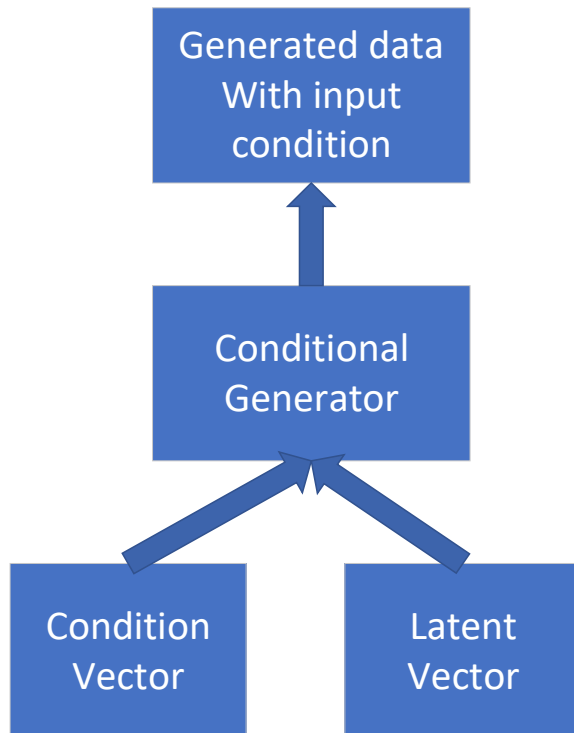 Generated data
With input
condition
Conditional
Generator
Condition
Vector
Latent
Vector